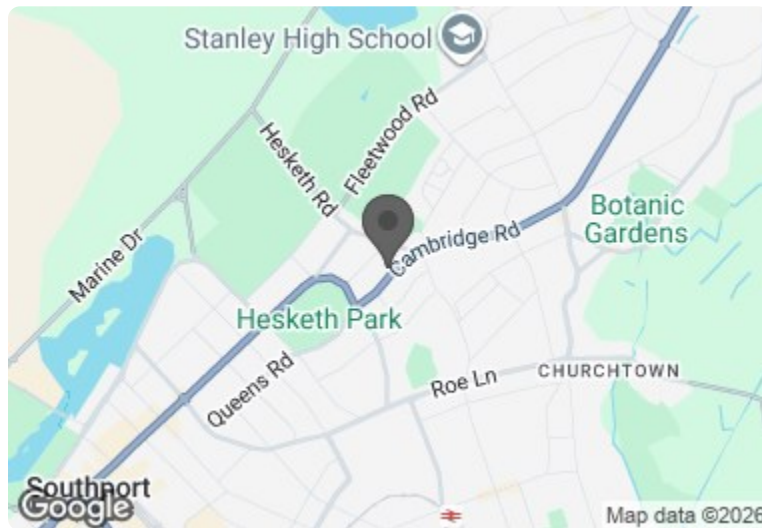 Stanley High School
Fleetwood Rd
Hesketh Rd
Marine Dr
Cambridge Rd
Botanic
Gardens
Hesketh Park
Queens Rd
Roe Ln
CHURCHTOWN
Southport
Google
Map data ©2026